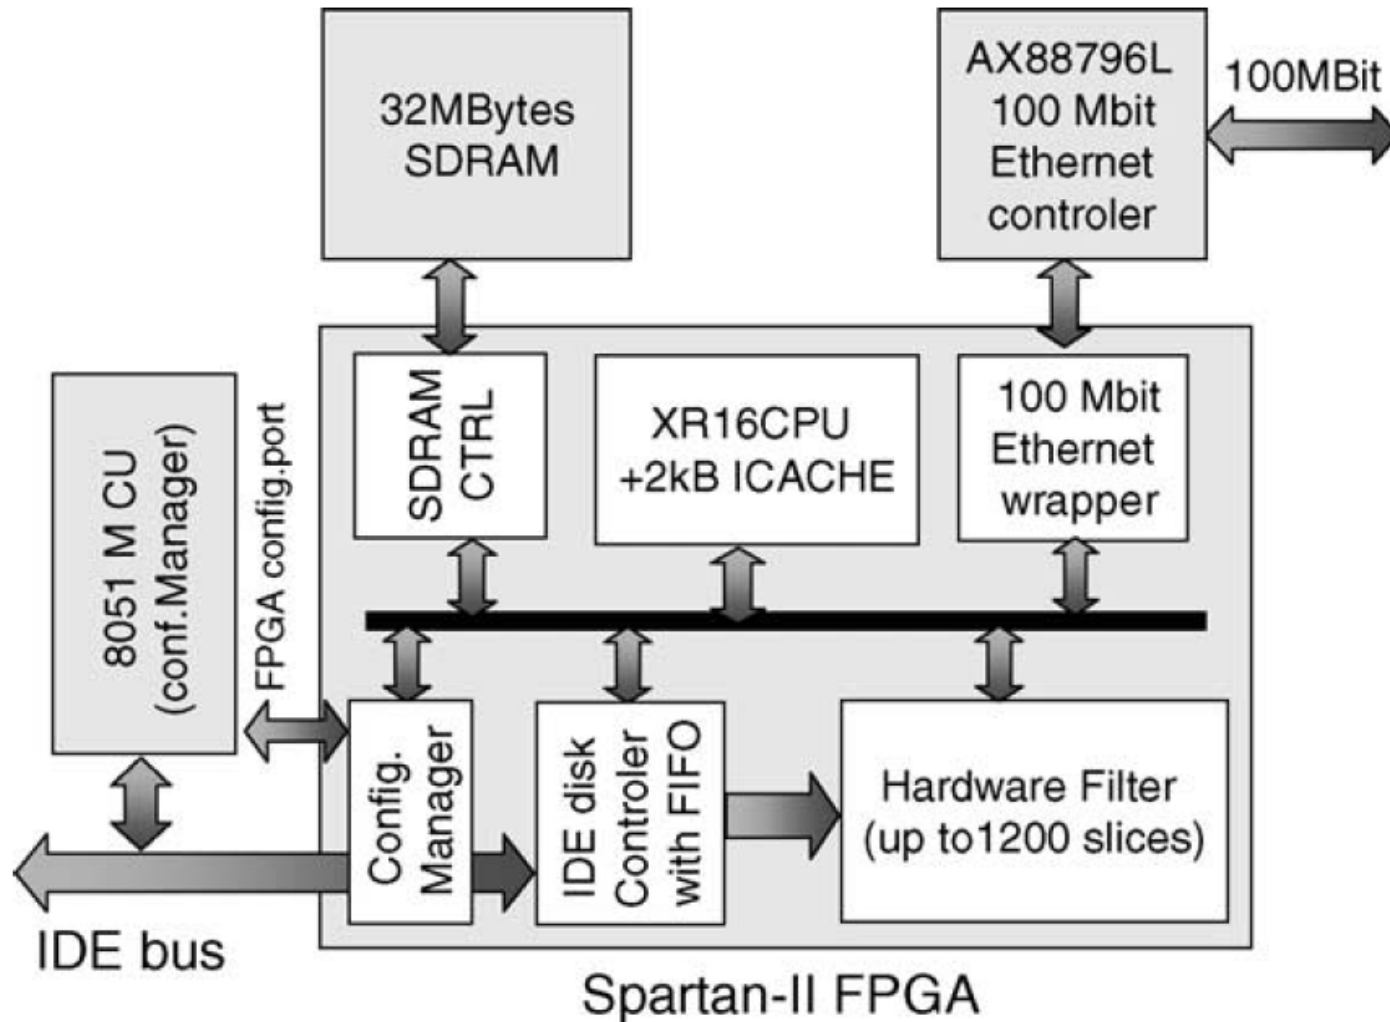 32MBytes
SDRAM
AX88796L
100 Mbit
Ethernet
controler
100MBit
8051 M CU
(conf.Manager)
FPGA config.port
SDRAM
CTRL
XR16CPU
+2kB ICACHE
100 Mbit
Ethernet
wrapper
Config.
Manager
IDE disk
Controler
with FIFO
Hardware Filter
(up to1200 slices)
IDE bus
Spartan-II FPGA